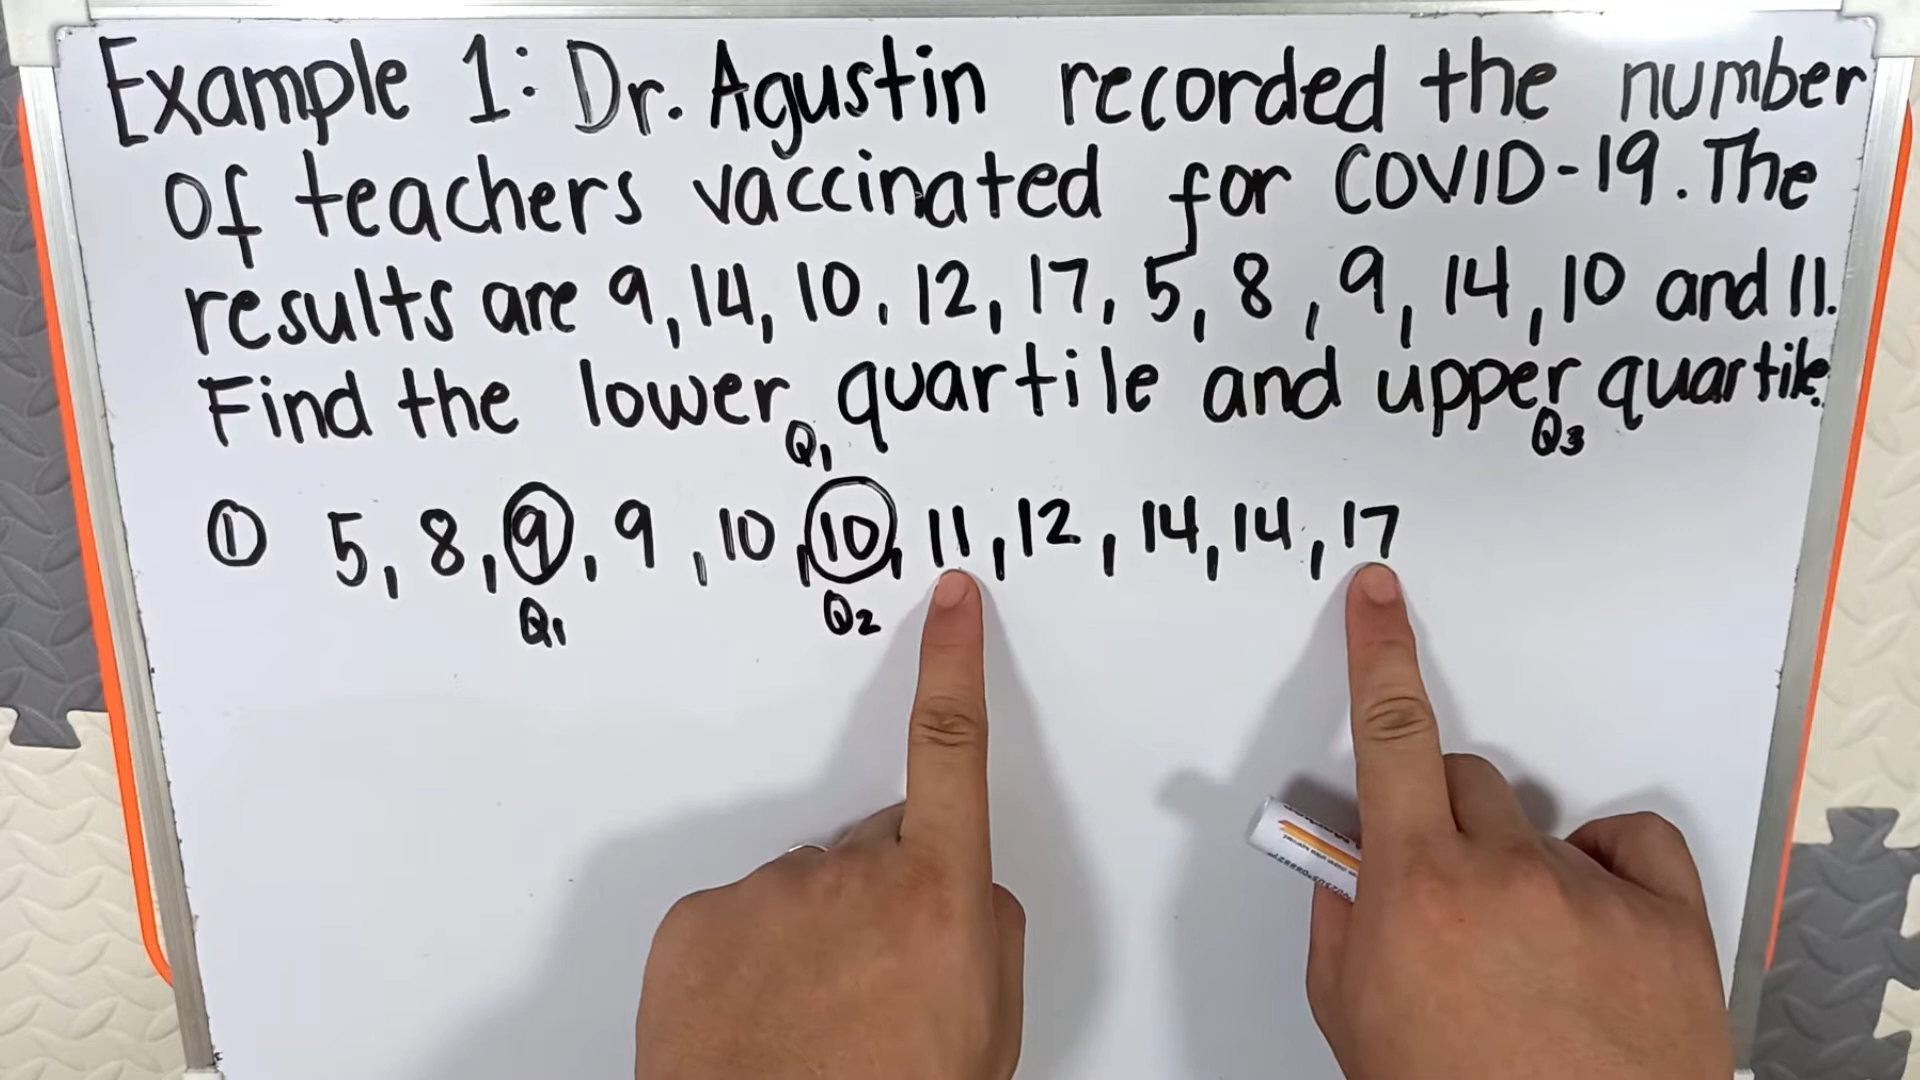 Example 1: Dr. Agustin recorded the number
of teachers vaccinated for COVID-19. The
results are 9, 14, 10, 12, 17, 5, 8, 9, 14, 10 and 11.
Find the lower quartile and upper quartile.
Q1 Q3
① 5, 8, 9, 9, 10, 10, 11, 12, 14, 14, 17
Q1 Q2